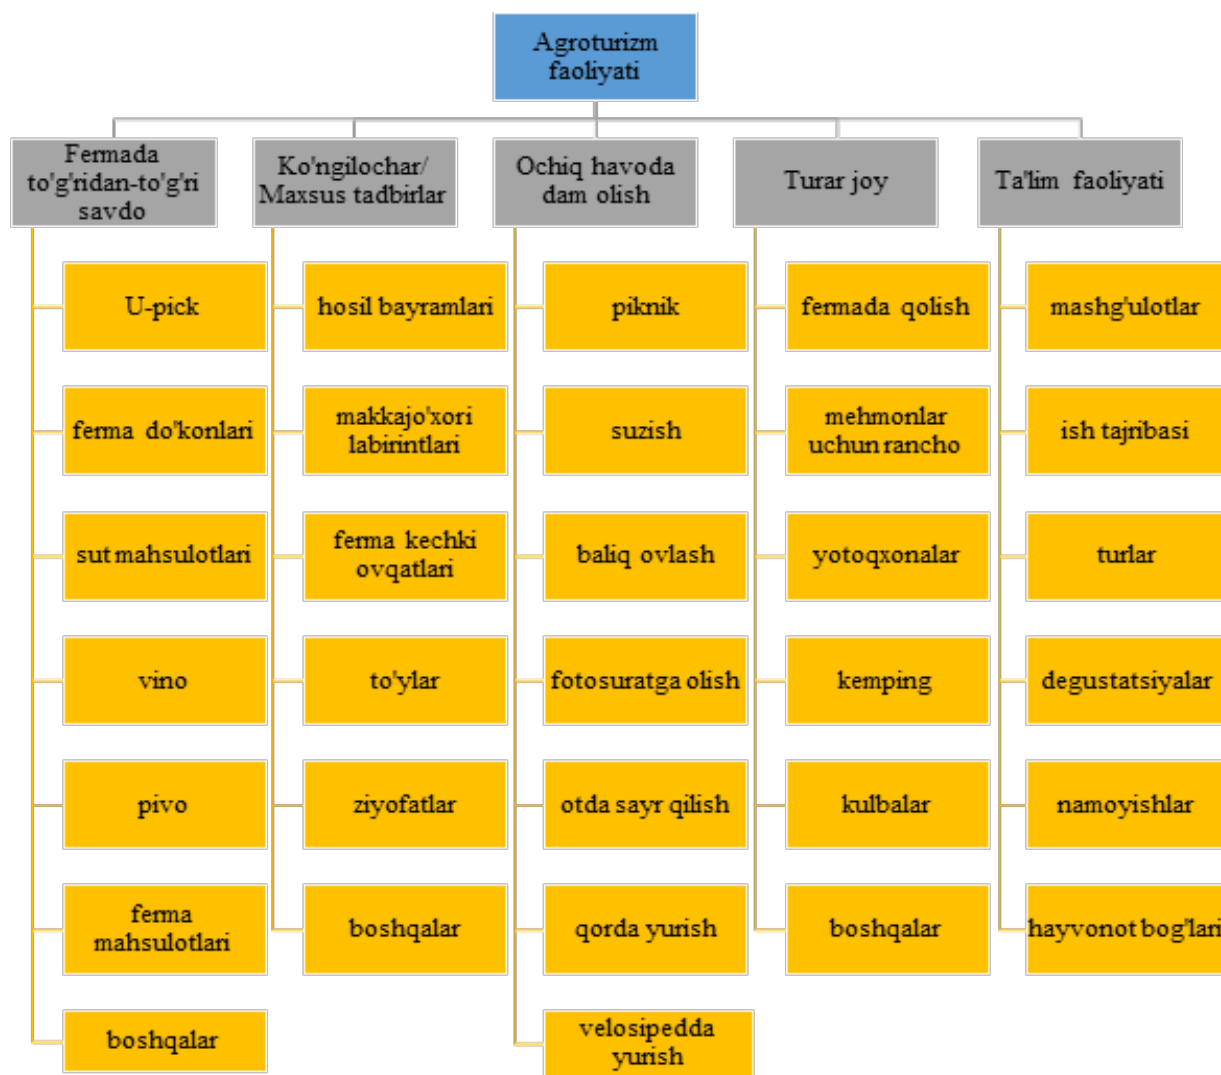 Agroturizm
faoliyati
Fermada
to'g'ridan-to'g'ri
savdo
Ko'ngilochar/
Maxsus tadbirlar
Ochiq havoda
dam olish
Turar joy
Ta'lim faoliyati
U-pick
ferma do'konlari
sut mahsulotlari
vino
pivo
ferma
mahsulotlari
boshqalar
hosil bayramlari
makkajo'xori
labirintlari
ferma kechki
ovqatlari
to'ylar
ziyofatlar
boshqalar
piknik
suzish
baliq ovlash
fotosuratga olish
otda sayr qilish
qorda yurish
velosipedda
yurish
fermada qolish
mehmonlar
uchun rancho
yotoqxonalar
kemping
kulbalar
boshqalar
mashg'ulotlar
ish tajribasi
turlar
degustatsiyalar
namoyishlar
hayvonot bog'lari